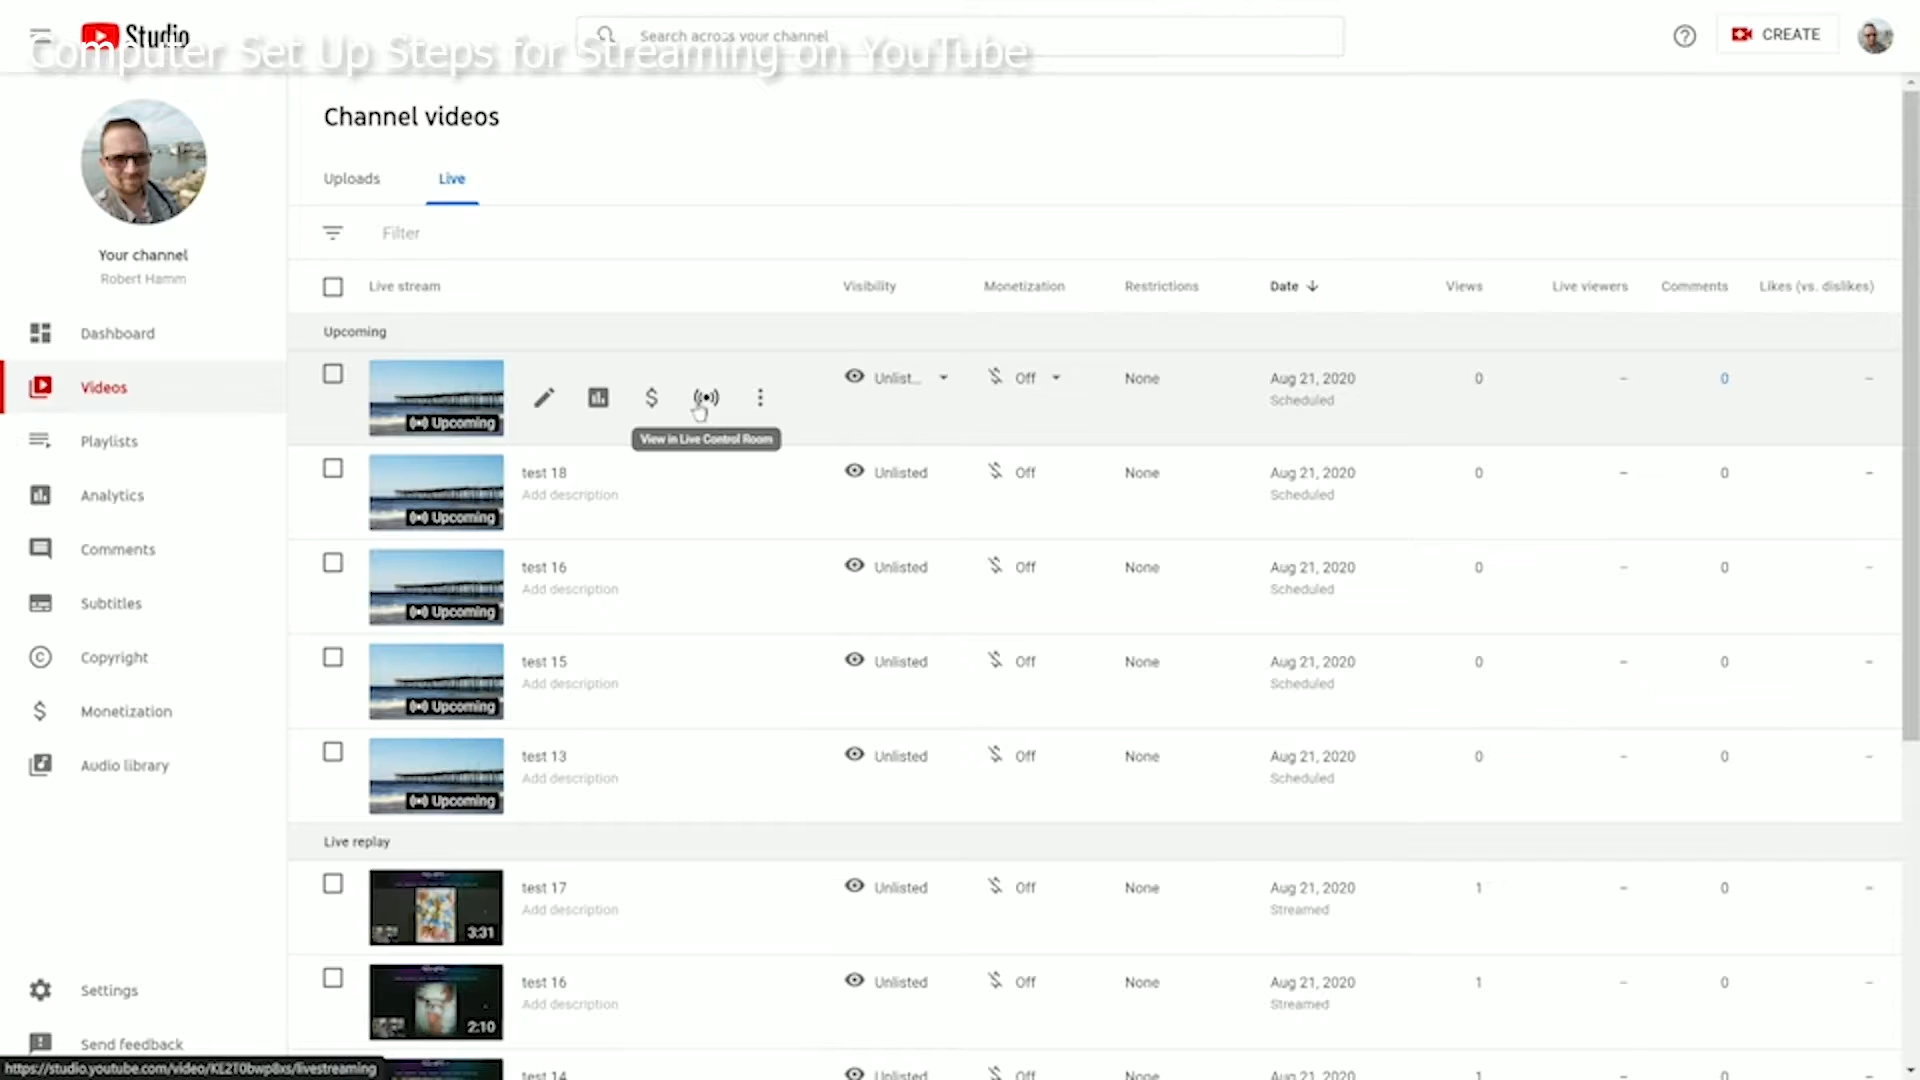 Studio
Search across your channel
CREATE
Computer Set Up Steps for Streaming on YouTube
Channel videos
Uploads
Live
Filter
Your channel
Robert Hamm
Dashboard
Videos
Playlists
Analytics
Comments
Subtitles
Copyright
Monetization
Audio library
Settings
Send feedback
Live stream Visibility Monetization Restrictions Date Views Live viewers Comments Likes (vs. dislikes)
Upcoming
Unlist... Off None Aug 21, 2020 0 – 0 –
Upcoming Scheduled
View in Live Control Room
test 18 Unlisted Off None Aug 21, 2020 0 – 0 –
Add description Scheduled
Upcoming
test 16 Unlisted Off None Aug 21, 2020 0 – 0 –
Add description Scheduled
Upcoming
test 15 Unlisted Off None Aug 21, 2020 0 – 0 –
Add description Scheduled
Upcoming
test 13 Unlisted Off None Aug 21, 2020 0 – 0 –
Add description Scheduled
Upcoming
Live replay
test 17 Unlisted Off None Aug 21, 2020 1 – 0 –
Add description Streamed
3:31
test 16 Unlisted Off None Aug 21, 2020 1 – 0 –
Add description Streamed
2:10
test 14 Unlisted Off None Aug 21, 2020 1 – 0 –
https://studio.youtube.com/video/KE2T0bwp8xs/livestreaming